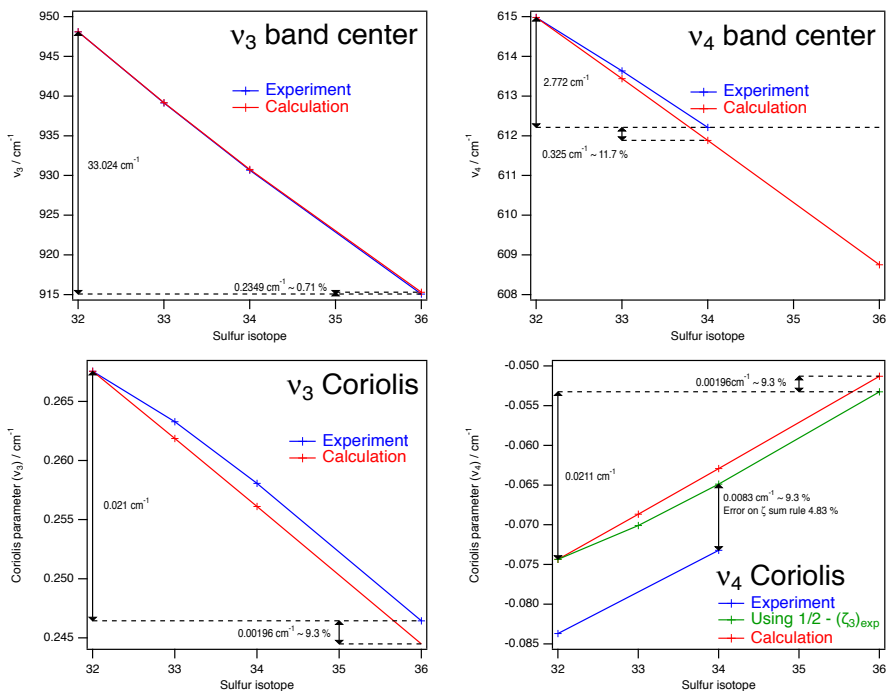 ν3 band center
950
945
940
935
930
925
920
915
ν3 / cm-1
Experiment
Calculation
33.024 cm-1
0.2349 cm-1 ~ 0.71 %
32 33 34 35 36
Sulfur isotope
ν4 band center
615
614
613
612
611
610
609
608
ν4 / cm-1
Experiment
Calculation
2.772 cm-1
0.325 cm-1 ~ 11.7 %
32 33 34 35 36
Sulfur isotope
ν3 Coriolis
0.265
0.260
0.255
0.250
0.245
Coriolis parameter (ν3) / cm-1
Experiment
Calculation
0.021 cm-1
0.00196 cm-1 ~ 9.3 %
32 33 34 35 36
Sulfur isotope
-0.050
-0.055
-0.060
-0.065
-0.070
-0.075
-0.080
-0.085
Coriolis parameter (ν4) / cm-1
0.00196cm-1 ~ 9.3 %
0.0211 cm-1
0.0083 cm-1 ~ 9.3 %
Error on ζ sum rule 4.83 %
ν4 Coriolis
Experiment
Using 1/2 - (ζ3)exp
Calculation
32 33 34 35 36
Sulfur isotope